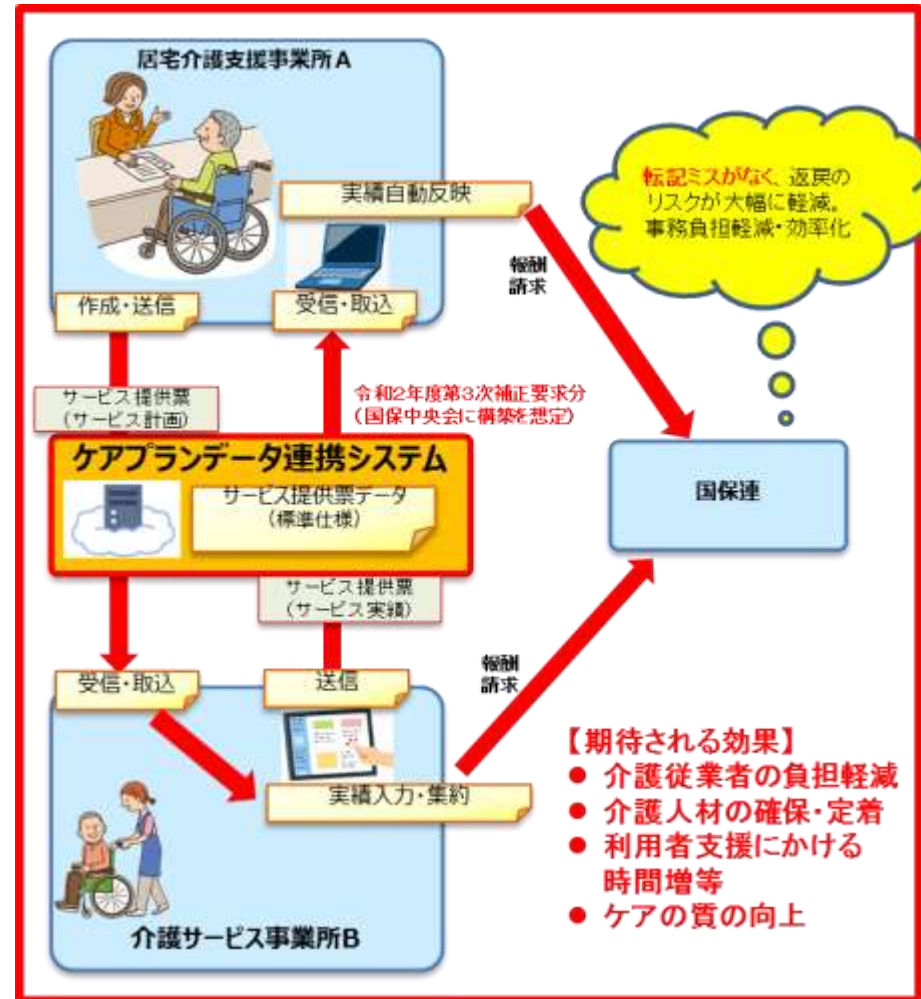 居宅介護支援事業所A
実績自動反映
作成・送信
受信・取込
転記ミスがなく、返戻の
リスクが大幅に軽減。
事務負担軽減・効率化
報酬
請求
サービス提供票
(サービス計画)
令和2年度第3次補正要求分
(国保中央会に構築を想定)
ケアプランデータ連携システム
サービス提供票データ
(標準仕様)
国保連
サービス提供票
(サービス実績)
受信・取込
送信
報酬
請求
実績入力・集約
介護サービス事業所B
【期待される効果】
● 介護従業者の負担軽減
● 介護人材の確保・定着
● 利用者支援にかける
時間増等
● ケアの質の向上